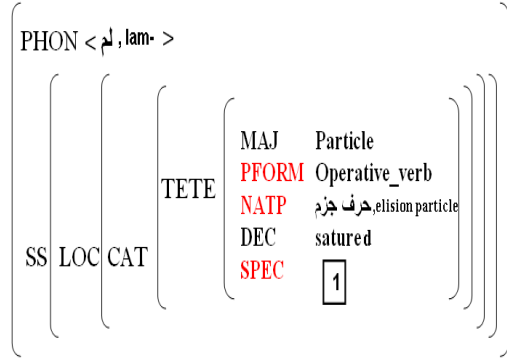 PHON < لم , lam- >
MAJ Particle
PFORM Operative_verb
TETE
NATP حرف جزم,elision particle
DEC satured
SS LOC CAT
SPEC 1